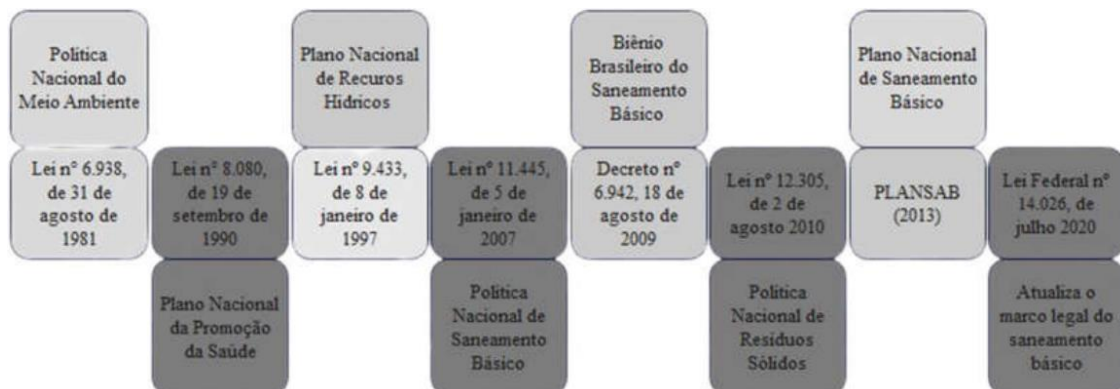 Política
Nacional do
Meio Ambiente
Lei nº 6.938,
de 31 de
agosto de
1981
Lei nº 8.080,
de 19 de
setembro de
1990
Plano Nacional
da Promoção
da Saúde
Plano Nacional
de Recuros
Hídricos
Lei nº 9.433,
de 8 de
janeiro de
1997
Lei nº 11.445,
de 5 de
janeiro de
2007
Política
Nacional de
Saneamento
Básico
Biênio
Brasileiro do
Saneamento
Básico
Decreto nº
6.942, 18 de
agosto de
2009
Lei nº 12.305,
de 2 de
agosto 2010
Política
Nacional de
Resíduos
Sólidos
Plano Nacional
de Saneamento
Básico
PLANSAB
(2013)
Lei Federal nº
14.026, de
julho 2020
Atualiza o
marco legal do
saneamento
básico